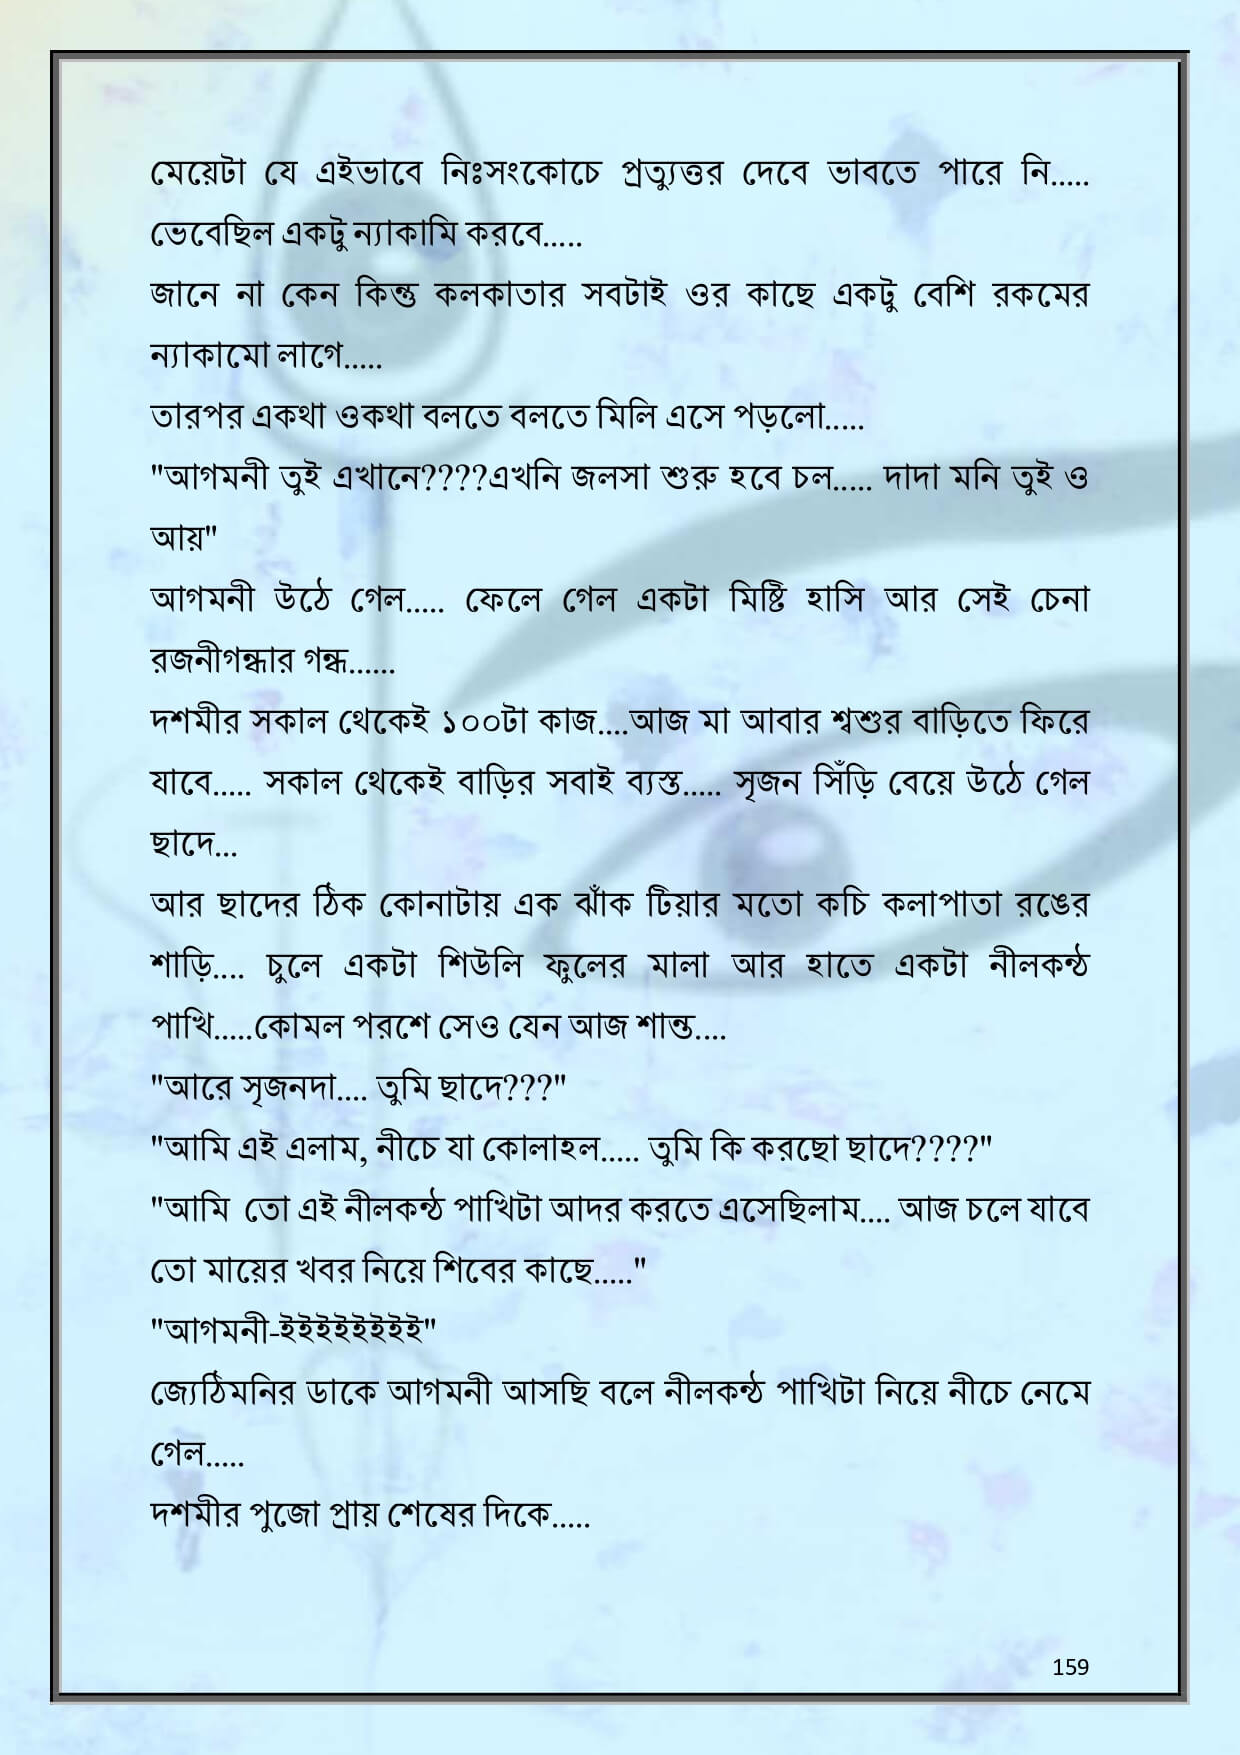 মেয়েটা যে এইভাবে নিঃসংকোচে প্রত্যুত্তর দেবে ভাবতে পারে নি.....
ভেবেছিল একটু ন্যাকামি করবে.....
জানে না কেন কিন্তু কলকাতার সবটাই ওর কাছে একটু বেশি রকমের
ন্যাকামো লাগে.....
তারপর একথা ওকথা বলতে বলতে মিলি এসে পড়লো.....
"আগমনী তুই এখানে????এখনি জলসা শুরু হবে চল..... দাদা মনি তুই ও
আয়"
আগমনী উঠে গেল..... ফেলে গেল একটা মিষ্টি হাসি আর সেই চেনা
রজনীগন্ধার গন্ধ......
দশমীর সকাল থেকেই ১০০টা কাজ....আজ মা আবার শ্বশুর বাড়িতে ফিরে
যাবে..... সকাল থেকেই বাড়ির সবাই ব্যস্ত..... সৃজন সিঁড়ি বেয়ে উঠে গেল
ছাদে...
আর ছাদের ঠিক কোনাটায় এক ঝাঁক টিয়ার মতো কচি কলাপাতা রঙের
শাড়ি.... চুলে একটা শিউলি ফুলের মালা আর হাতে একটা নীলকন্ঠ
পাখি.....কোমল পরশে সেও যেন আজ শান্ত....
"আরে সৃজনদা.... তুমি ছাদে???"
"আমি এই এলাম, নীচে যা কোলাহল..... তুমি কি করছো ছাদে????"
"আমি তো এই নীলকন্ঠ পাখিটা আদর করতে এসেছিলাম.... আজ চলে যাবে
তো মায়ের খবর নিয়ে শিবের কাছে....."
"আগমনী-ইইইইইইইই"
জ্যেঠিমনির ডাকে আগমনী আসছি বলে নীলকন্ঠ পাখিটা নিয়ে নীচে নেমে
গেল.....
দশমীর পুজো প্রায় শেষের দিকে.....
159